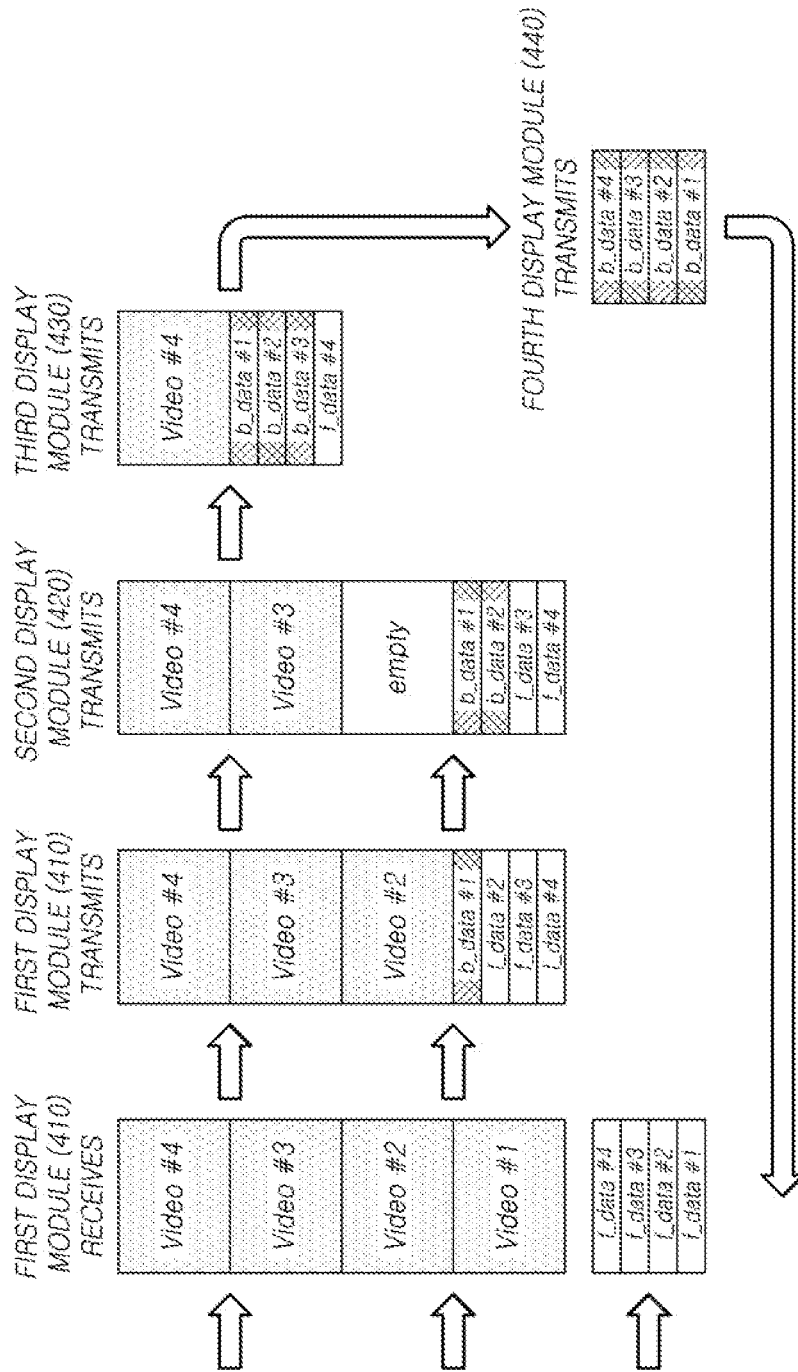 FIRST DISPLAY
MODULE (410)
RECEIVES
Video #4
Video #3
Video #2
Video #1
f_data #4
f_data #3
f_data #2
f_data #1
FIRST DISPLAY
MODULE (410)
TRANSMITS
Video #4
Video #3
Video #2
b_data #1
f_data #2
f_data #3
f_data #4
SECOND DISPLAY
MODULE (420)
TRANSMITS
Video #4
Video #3
empty
b_data #1
b_data #2
f_data #3
f_data #4
THIRD DISPLAY
MODULE (430)
TRANSMITS
Video #4
b_data #1
b_data #2
b_data #3
f_data #4
FOURTH DISPLAY MODULE (440)
TRANSMITS
b_data #4
b_data #3
b_data #2
b_data #1